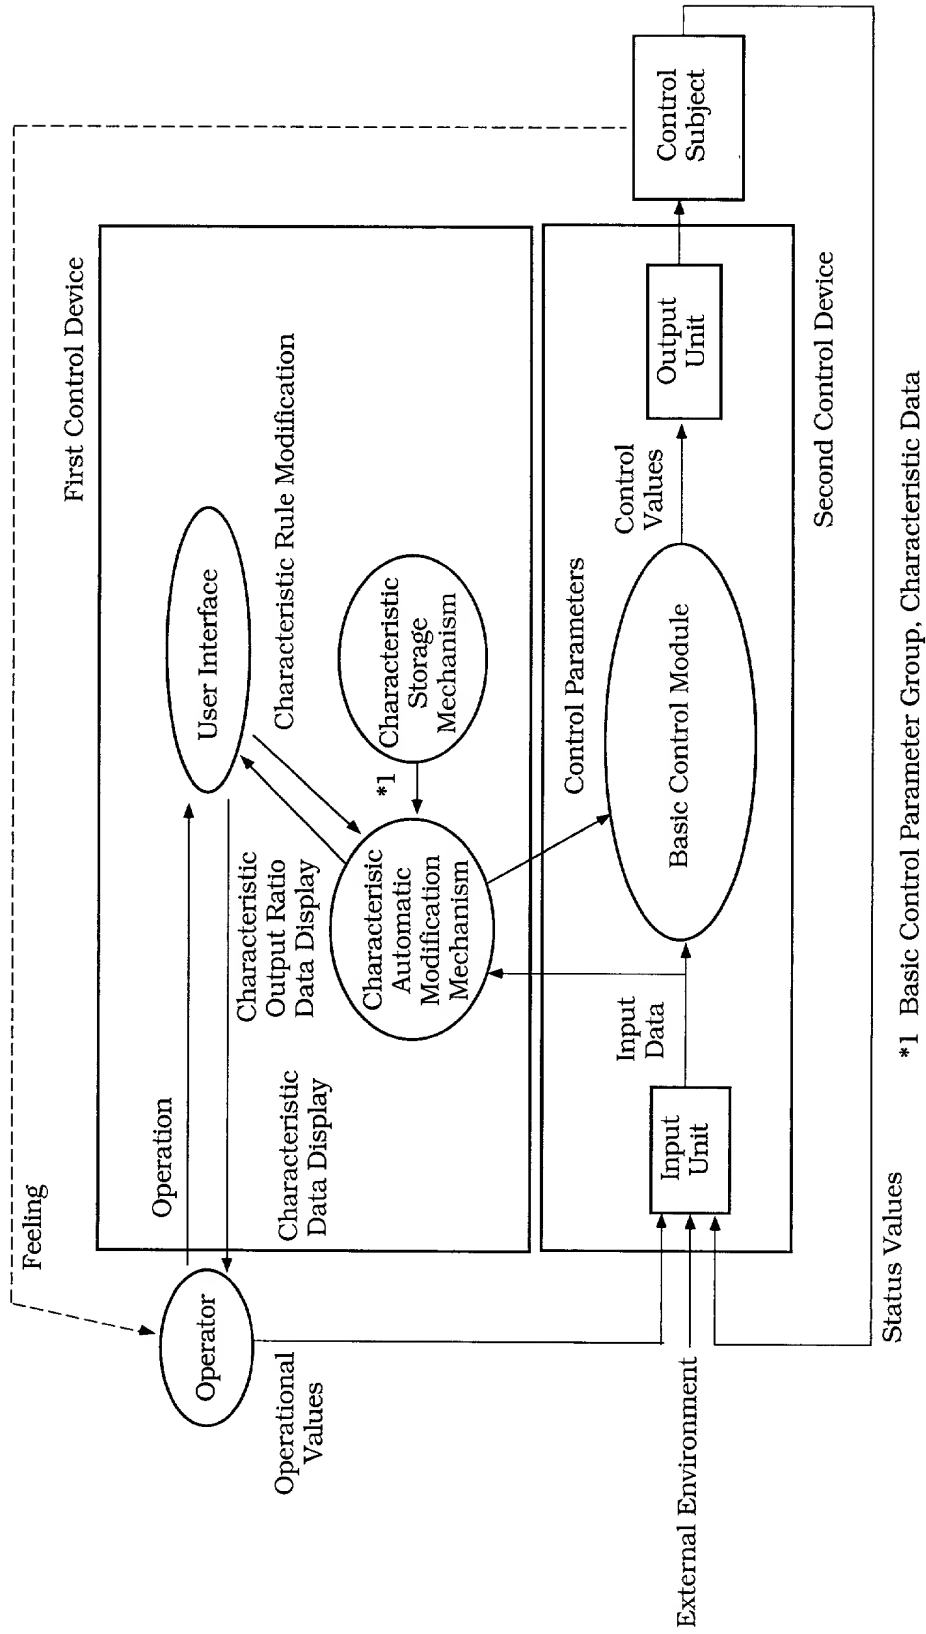 Feeling
First Control Device
Operation
Operator
User Interface
Characteristic Rule Modification
Characteristic
Output Ratio
Data Display
Characteristic
Data Display
Operational
Values
Characterisic
Automatic
Modification
Mechanism
*1
Characteristic
Storage
Mechanism
Control Parameters
Input
Data
Input
Unit
Basic Control Module
Control
Values
Output
Unit
Control
Subject
External Environment
Second Control Device
Status Values
*1 Basic Control Parameter Group, Characteristic Data